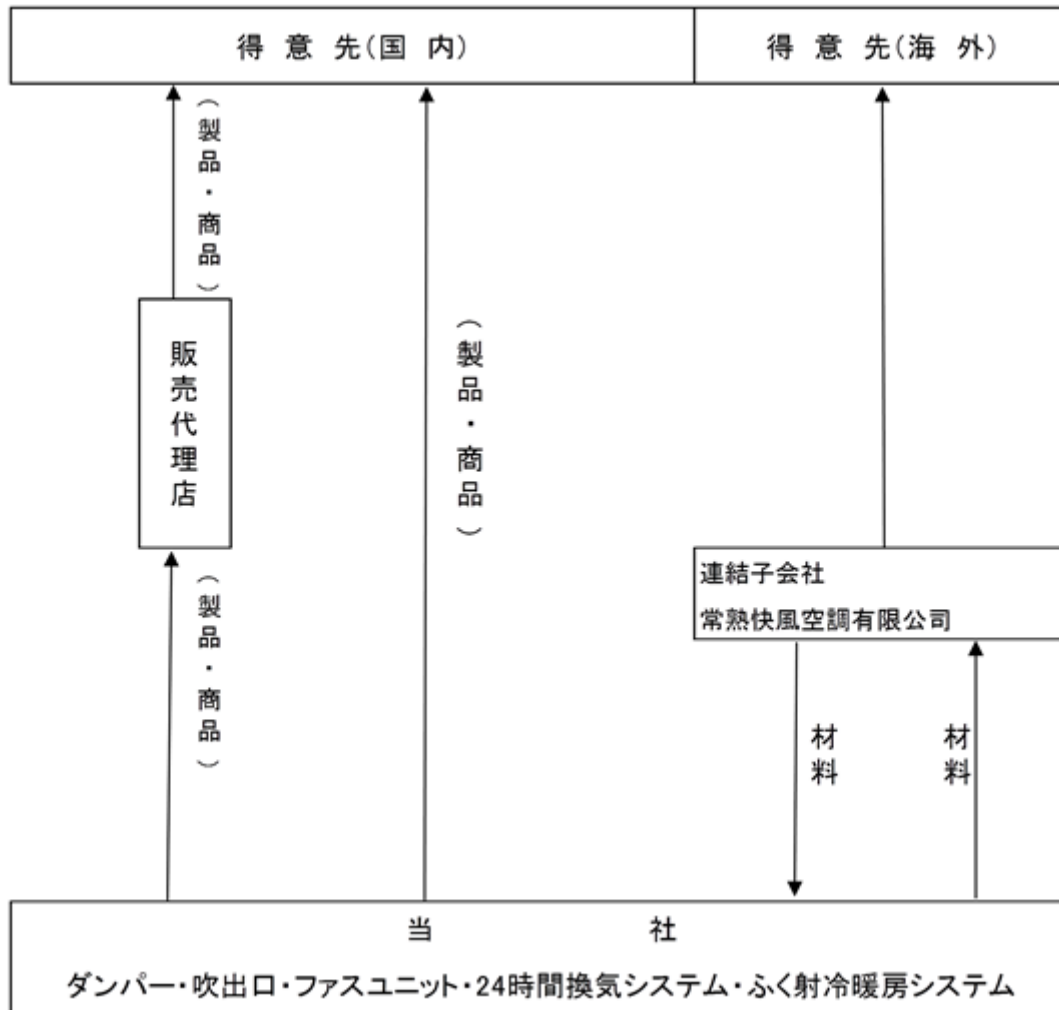 得意先(国内)
得意先(海外)
(製品・商品)
販売代理店
(製品・商品)
(製品・商品)
連結子会社
常熟快風空調有限公司
材料
材料
当社
ダンパー・吹出口・ファスユニット・24時間換気システム・ふく射冷暖房システム